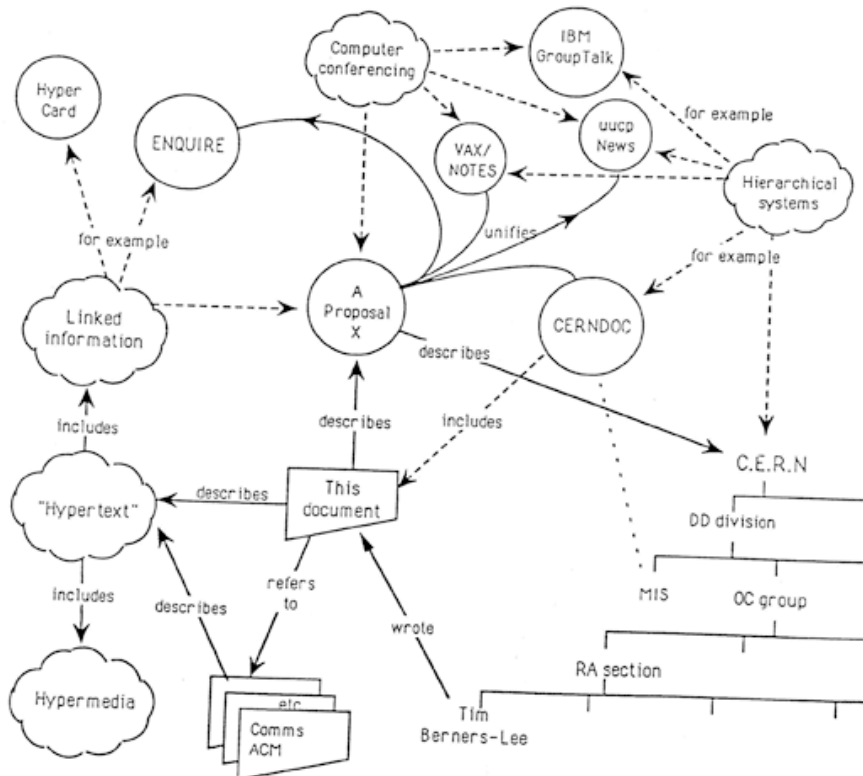 IBM
GroupTalk
Computer
conferencing
Hyper
Card
ENQUIRE
VAX/
NOTES
uucp
News
for example
Hierarchical
systems
for example
unifies
for example
A
Proposal
X
CERNDOC
Linked
information
describes
includes
describes
includes
C.E.R.N
This
document
describes
"Hypertext"
DD division
refers
to
includes
describes
wrote
MIS
OC group
RA section
Hypermedia
etc
Comms
ACM
Tim
Berners-Lee